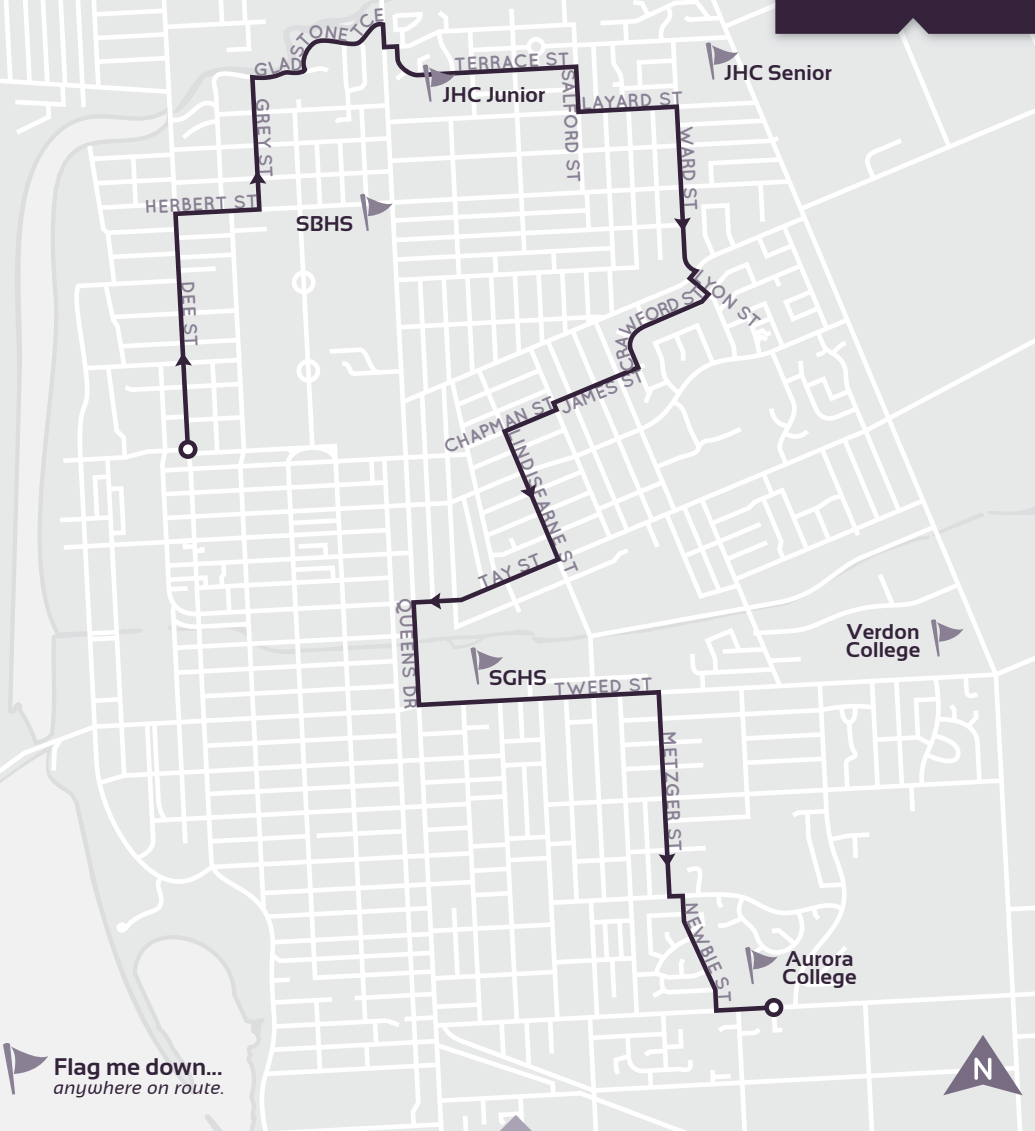 GLADSTONE TCE
TERRACE ST
JHC Senior
JHC Junior
SALFORD ST
LAYARD ST
GREY ST
WARD ST
HERBERT ST
SBHS
DEE ST
LYON ST
CRAWFORD ST
JAMES ST
CHAPMAN ST
LINDISFARNE ST
TAY ST
QUEENS DR
Verdon
College
SGHS
TWEED ST
METZGER ST
NEWBIE ST
Aurora
College
Flag me down...
anywhere on route.
N